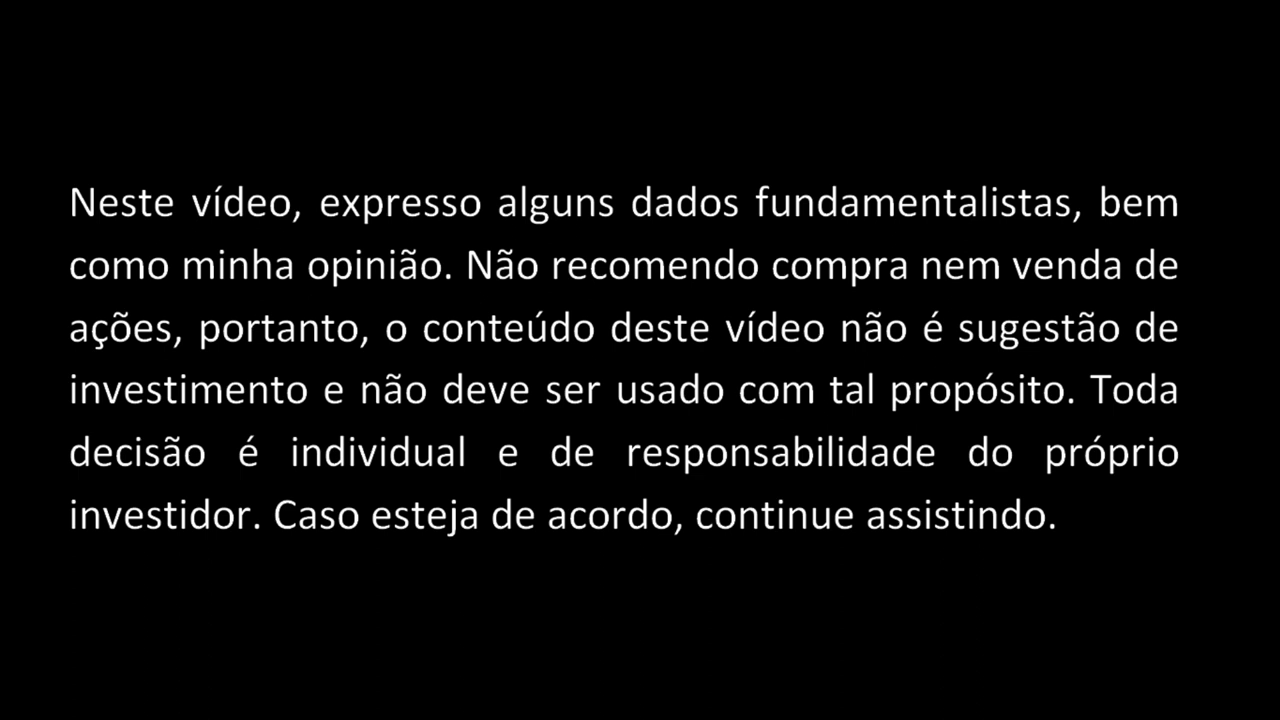 Neste vídeo, expresso alguns dados fundamentalistas, bem
como minha opinião. Não recomendo compra nem venda de
ações, portanto, o conteúdo deste vídeo não é sugestão de
investimento e não deve ser usado com tal propósito. Toda
decisão é individual e de responsabilidade do próprio
investidor. Caso esteja de acordo, continue assistindo.